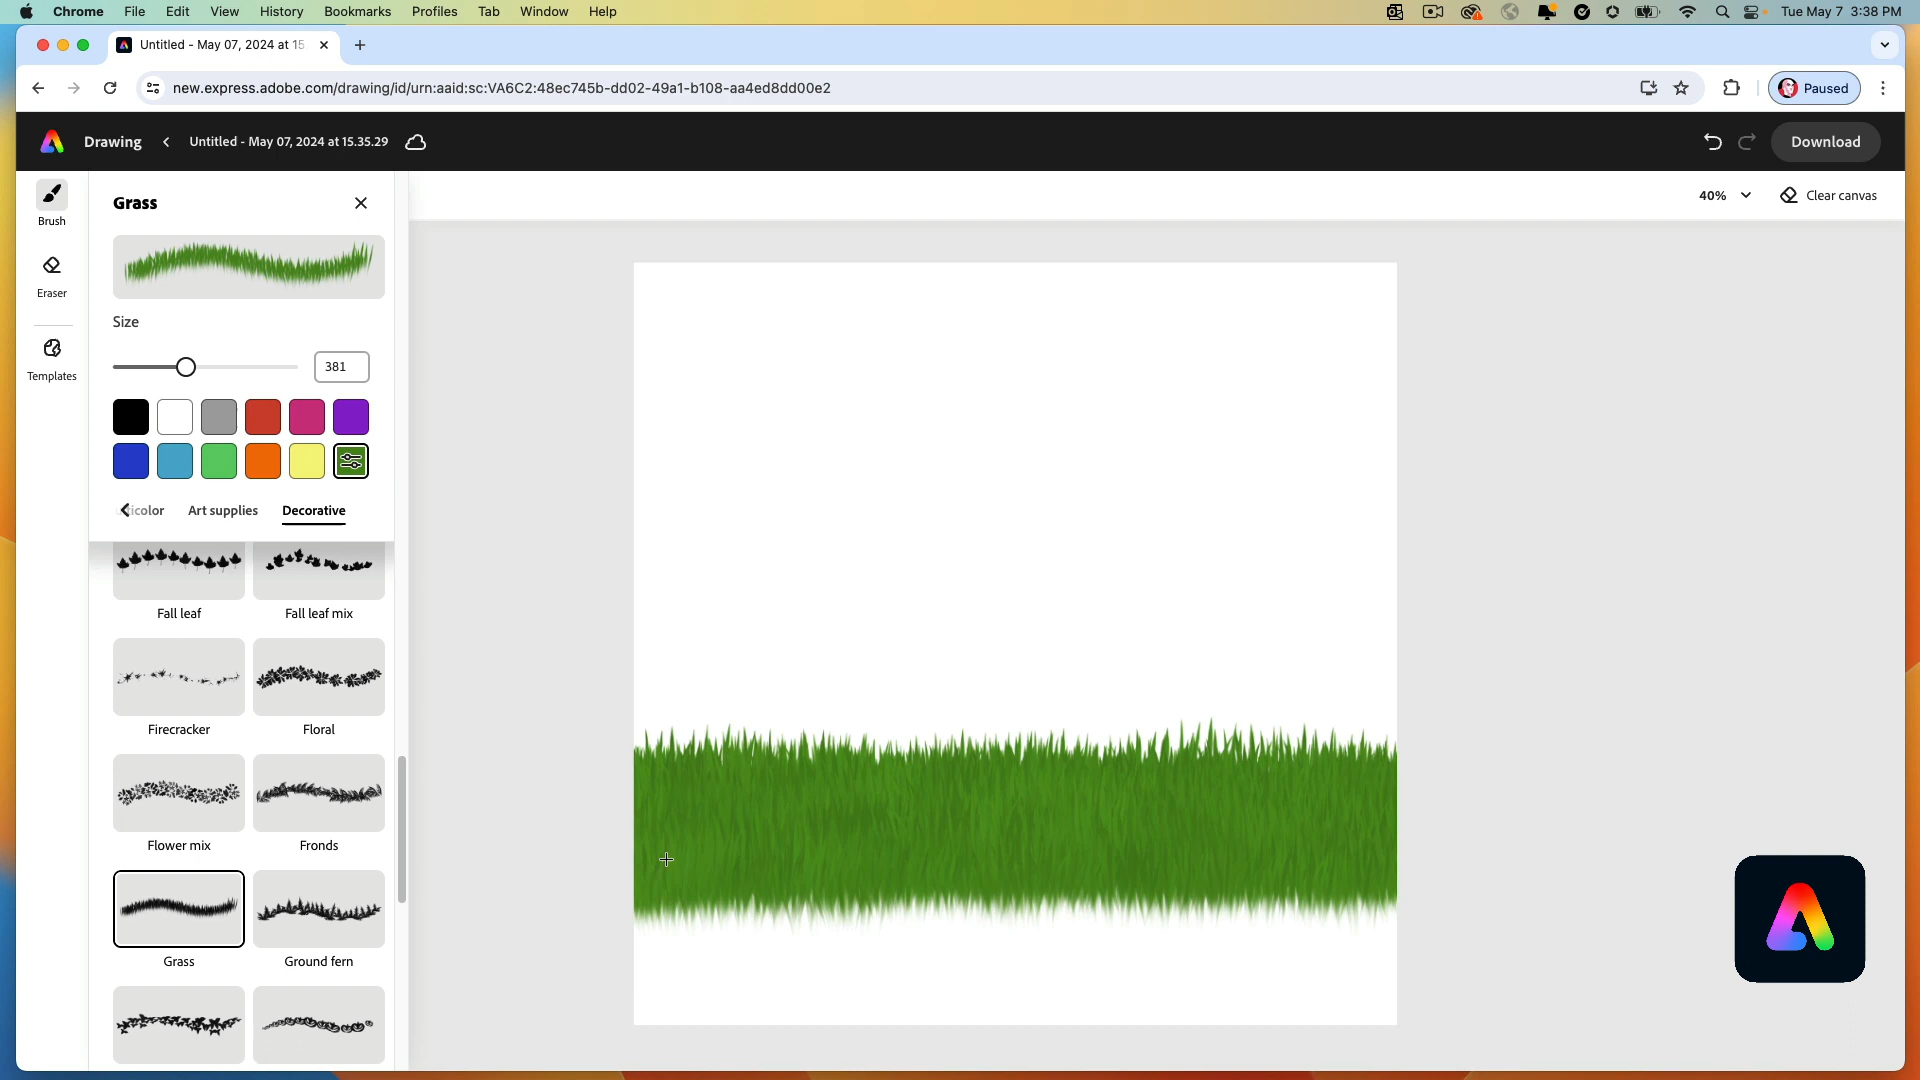 Chrome File Edit View History Bookmarks Profiles Tab Window Help Tue May 7 3:38 PM
Untitled - May 07, 2024 at 15
new.express.adobe.com/drawing/id/urn:aaid:sc:VA6C2:48ec745b-dd02-49a1-b108-aa4ed8dd00e2 Paused
Drawing Untitled - May 07, 2024 at 15.35.29 Download
Brush Grass 40% Clear canvas
Eraser
Size
381
Templates
icolor Art supplies Decorative
Fall leaf Fall leaf mix
Firecracker Floral
Flower mix Fronds
Grass Ground fern